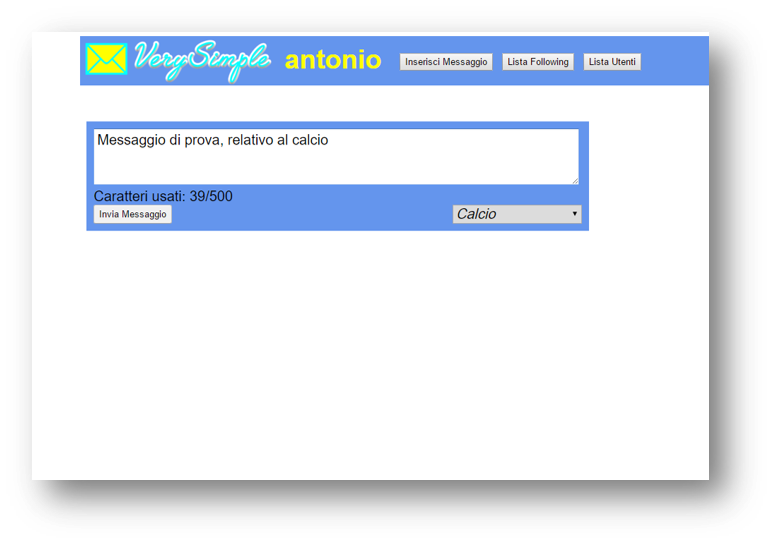 VerySimple antonio Inserisci Messaggio Lista Following Lista Utenti
Messaggio di prova, relativo al calcio
Caratteri usati: 39/500
Invia Messaggio Calcio